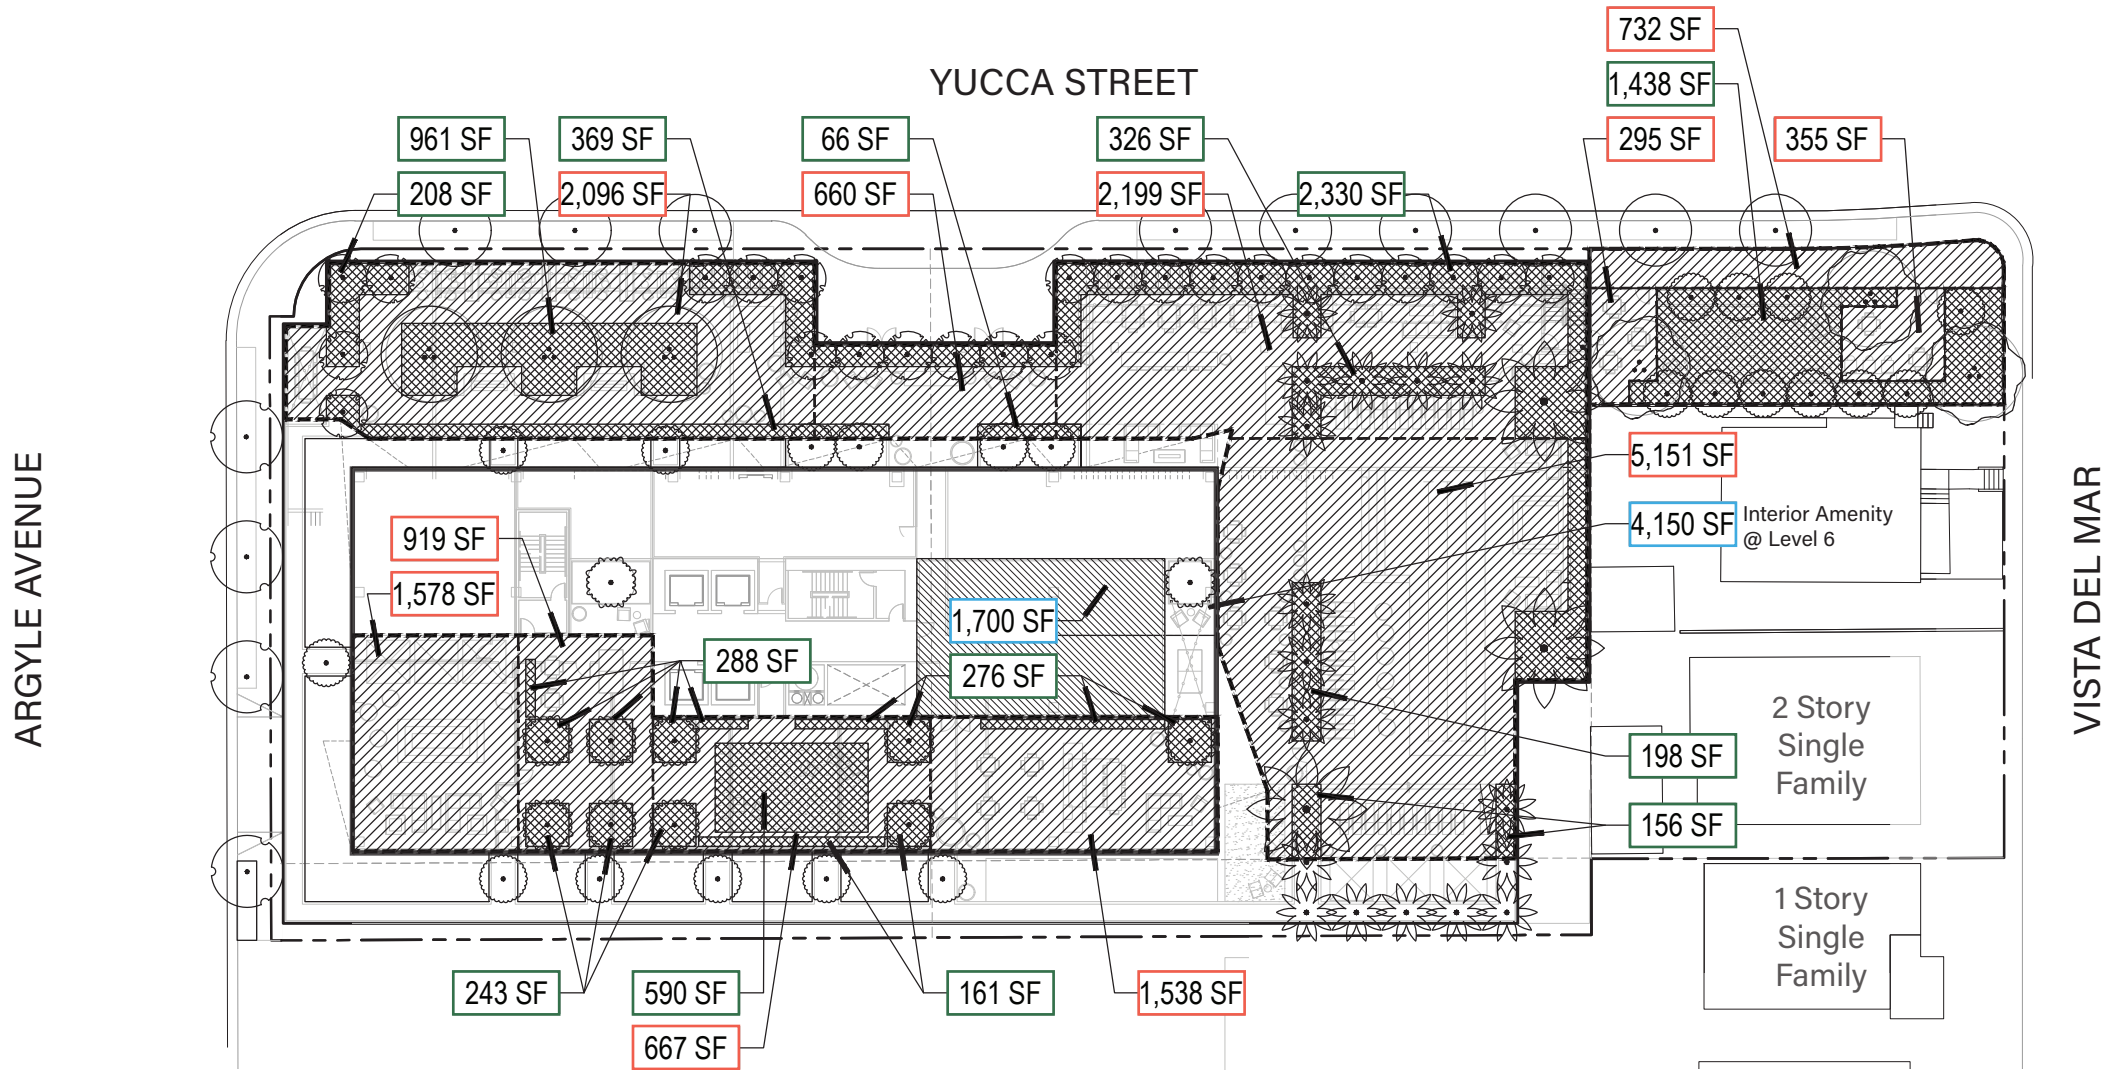 732 SF
YUCCA STREET
1,438 SF
961 SF
369 SF
66 SF
326 SF
295 SF
355 SF
208 SF
2,096 SF
660 SF
2,199 SF
2,330 SF
5,151 SF
ARGYLE AVENUE
VISTA DEL MAR
919 SF
4,150 SF
Interior Amenity
@ Level 6
1,578 SF
1,700 SF
288 SF
276 SF
2 Story
Single
Family
198 SF
156 SF
1 Story
Single
Family
243 SF
590 SF
161 SF
1,538 SF
667 SF